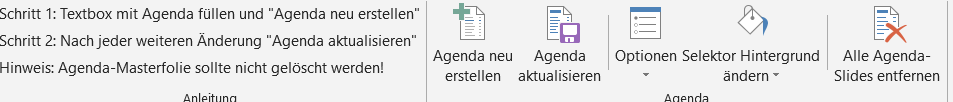 Schritt 1: Textbox mit Agenda füllen und "Agenda neu erstellen"
Schritt 2: Nach jeder weiteren Änderung "Agenda aktualisieren"
Hinweis: Agenda-Masterfolie sollte nicht gelöscht werden!
Anleitung
Agenda neu
erstellen
Agenda
aktualisieren
Optionen
Selektor Hintergrund
ändern
Alle Agenda-
Slides entfernen
Agenda